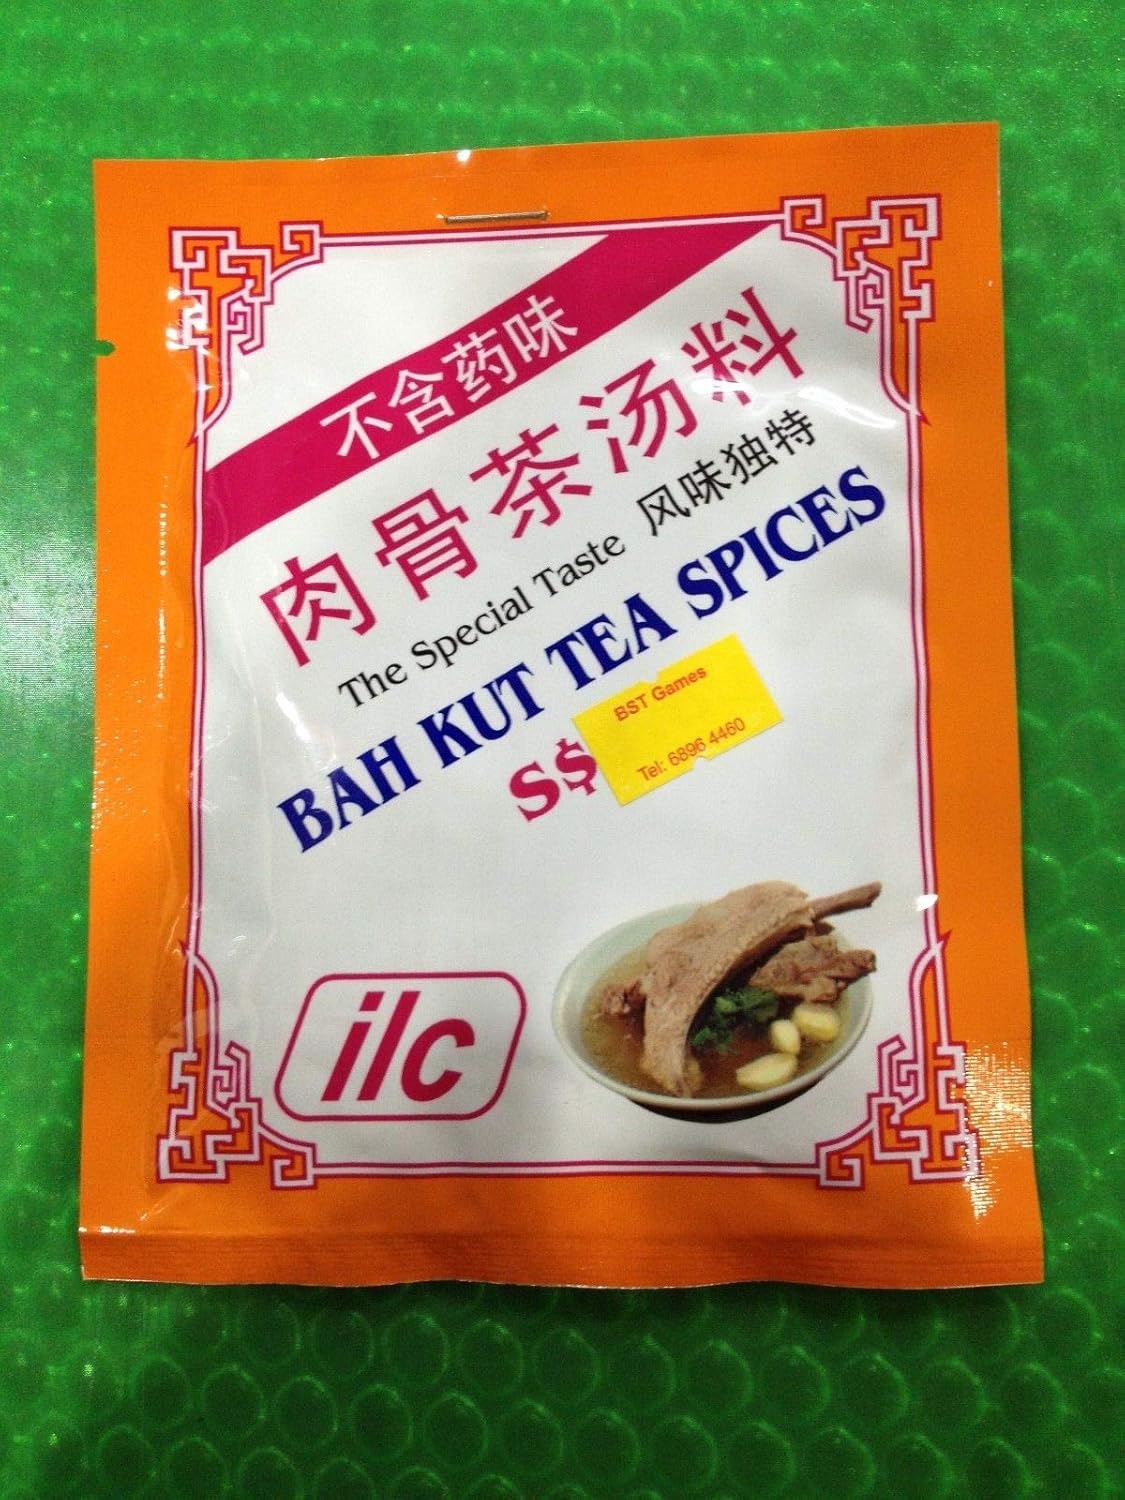 不含药味
肉骨茶汤料
The Special Taste 风味独特
BAH KUT TEA SPICES
S$
BST Games
Tel: 6896 4460
ilc